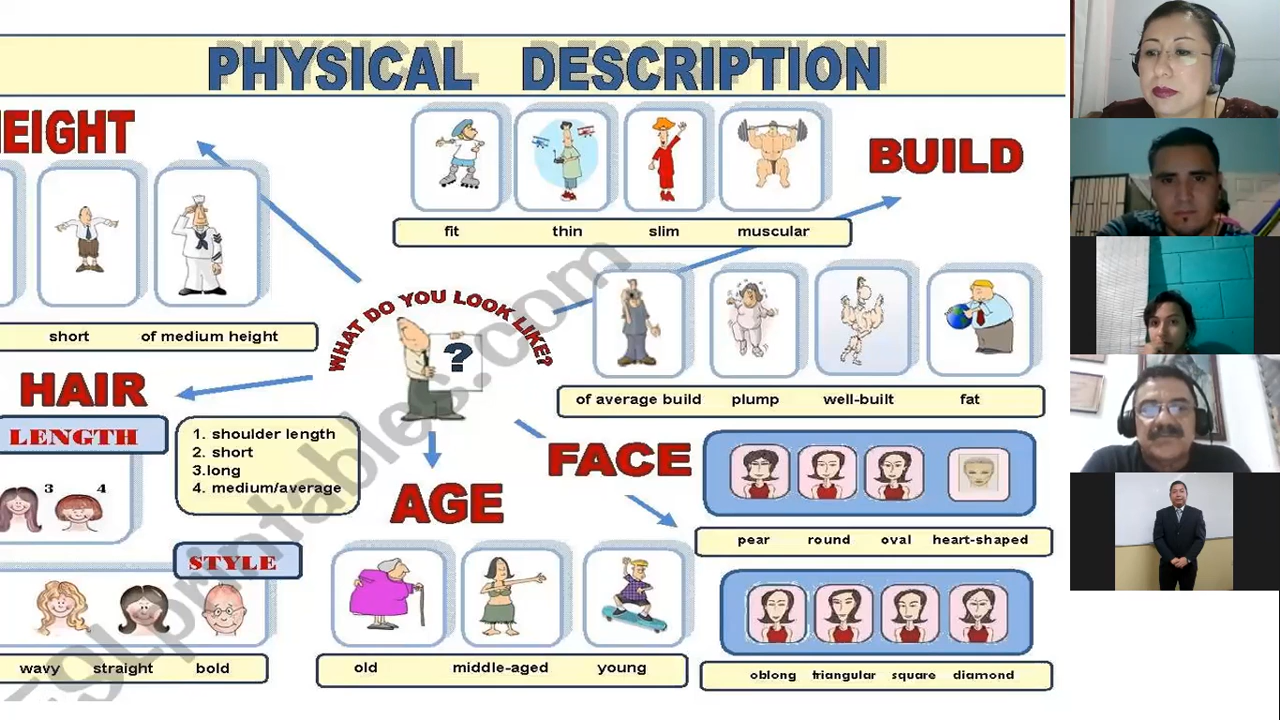 PHYSICAL DESCRIPTION
EIGHT
BUILD
fit thin slim muscular
WHAT DO YOU LOOK LIKE?
?
short of medium height
of average build plump well-built fat
HAIR
LENGTH
1. shoulder length
2. short
3.long
4. medium/average
3 4
FACE
AGE
pear round oval heart-shaped
STYLE
wavy straight bold
old middle-aged young
oblong triangular square diamond
eslprintables.com